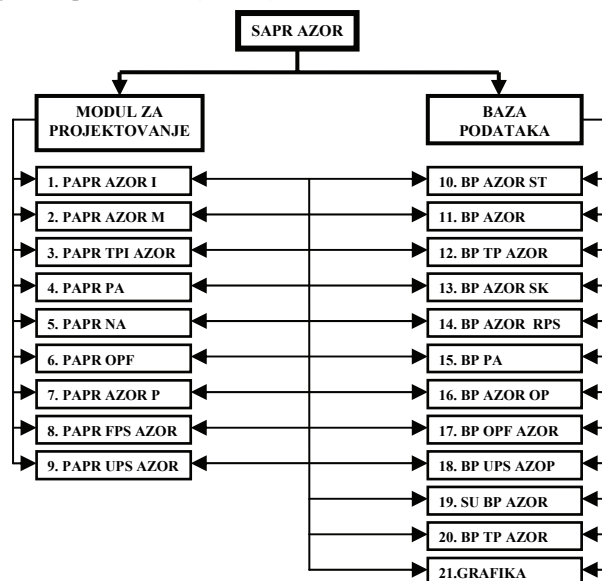 SAPR AZOR
MODUL ZA
PROJEKTOVANJE
BAZA
PODATAKA
1. PAPR AZOR I
2. PAPR AZOR M
3. PAPR TPI AZOR
4. PAPR PA
5. PAPR NA
6. PAPR OPF
7. PAPR AZOR P
8. PAPR FPS AZOR
9. PAPR UPS AZOR
10. BP AZOR ST
11. BP AZOR
12. BP TP AZOR
13. BP AZOR SK
14. BP AZOR RPS
15. BP PA
16. BP AZOR OP
17. BP OPF AZOR
18. BP UPS AZOP
19. SU BP AZOR
20. BP TP AZOR
21.GRAFIKA